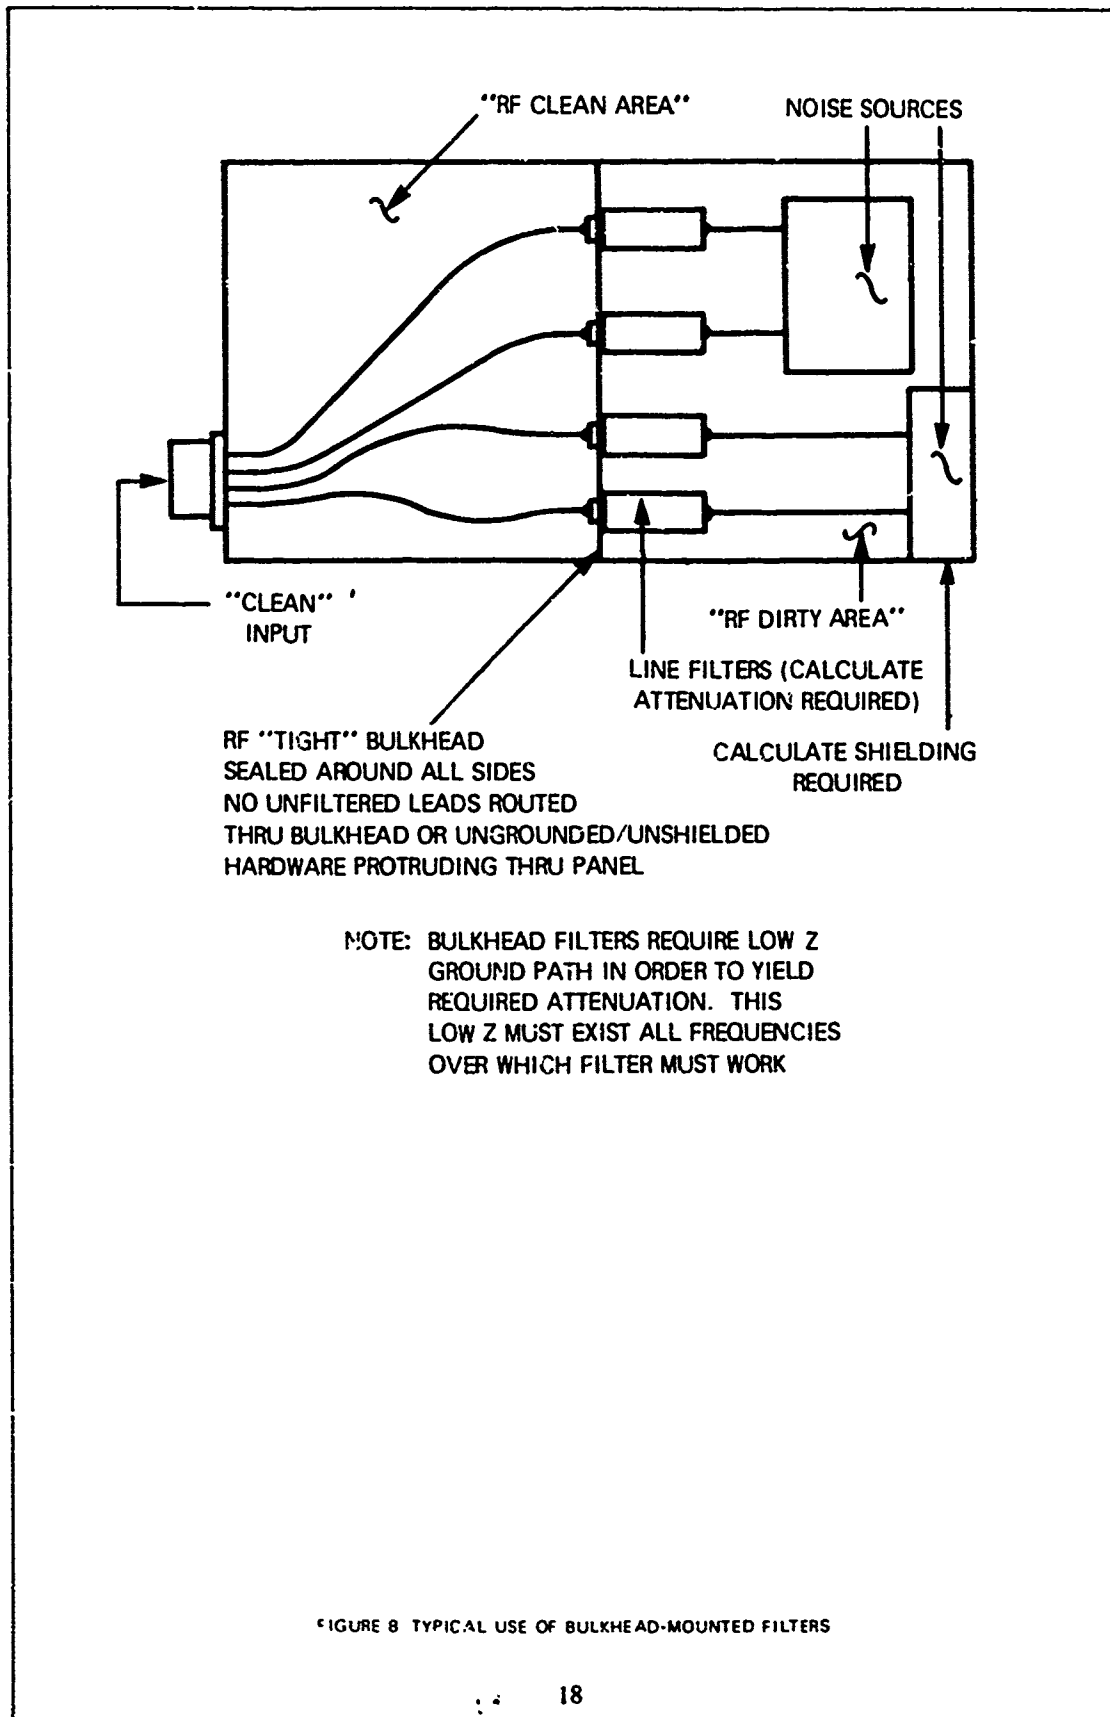 "RF CLEAN AREA"
NOISE SOURCES
"CLEAN"
INPUT
"RF DIRTY AREA"
LINE FILTERS (CALCULATE
ATTENUATION REQUIRED)
RF "TIGHT" BULKHEAD
SEALED AROUND ALL SIDES
NO UNFILTERED LEADS ROUTED
THRU BULKHEAD OR UNGROUNDED/UNSHIELDED
HARDWARE PROTRUDING THRU PANEL
CALCULATE SHIELDING
REQUIRED
NOTE: BULKHEAD FILTERS REQUIRE LOW Z
GROUND PATH IN ORDER TO YIELD
REQUIRED ATTENUATION. THIS
LOW Z MUST EXIST ALL FREQUENCIES
OVER WHICH FILTER MUST WORK
FIGURE 8 TYPICAL USE OF BULKHEAD-MOUNTED FILTERS
18